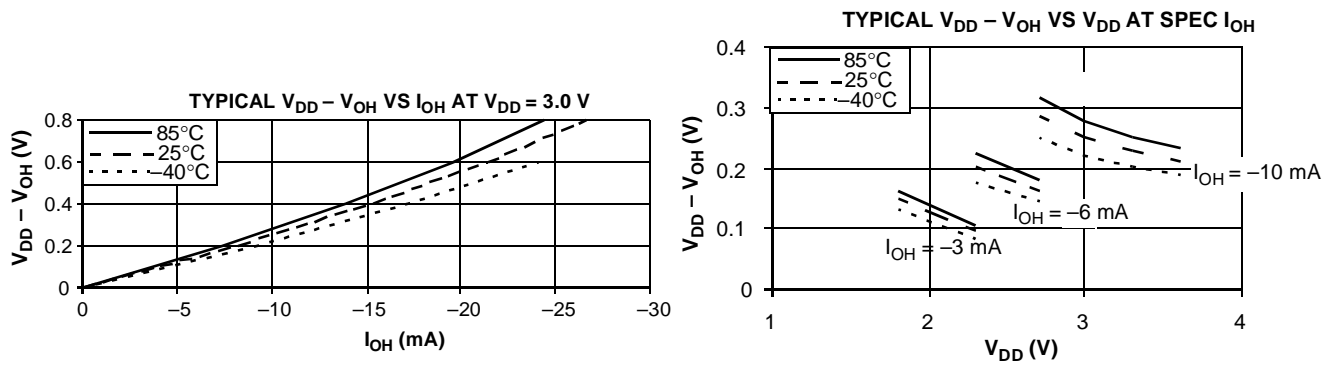 TYPICAL VDD – VOH VS IOH AT VDD = 3.0 V
85°C
25°C
–40°C
VDD – VOH (V)
0.8
0.6
0.4
0.2
0
0
–5
–10
–15
–20
–25
–30
IOH (mA)
TYPICAL VDD – VOH VS VDD AT SPEC IOH
85°C
25°C
–40°C
VDD – VOH (V)
0.4
0.3
0.2
0.1
0
IOH = –10 mA
IOH = –6 mA
IOH = –3 mA
1
2
3
4
VDD (V)